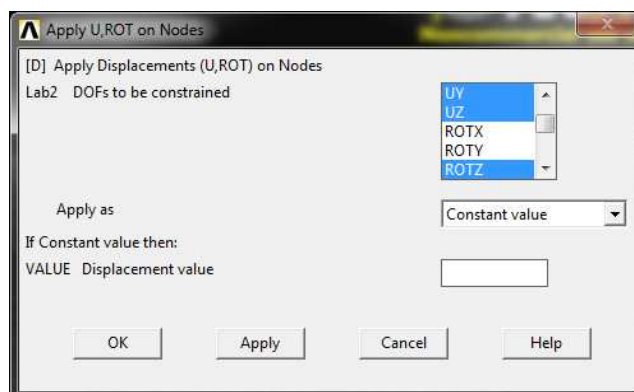 Apply U,ROT on Nodes
[D] Apply Displacements (U,ROT) on Nodes
Lab2 DOFs to be constrained
UY
UZ
ROTX
ROTY
ROTZ
Apply as
Constant value
If Constant value then:
VALUE Displacement value
OK
Apply
Cancel
Help